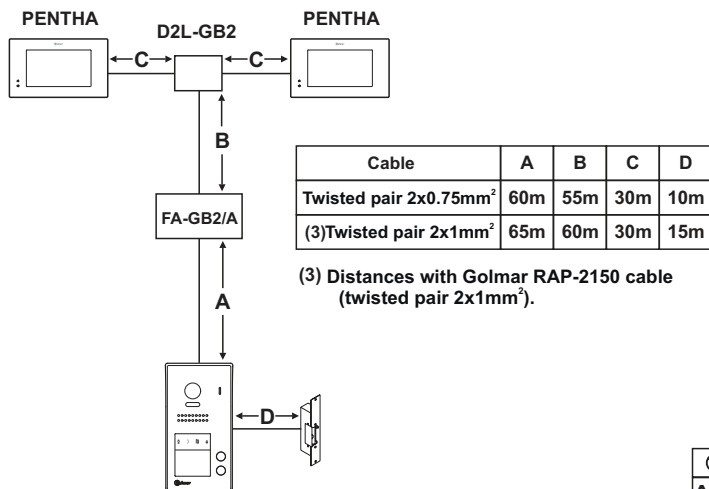 PENTHA
D2L-GB2
PENTHA
C
C
B
FA-GB2/A
A
D
Cable A B C D
Twisted pair 2x0.75mm² 60m 55m 30m 10m
(3)Twisted pair 2x1mm² 65m 60m 30m 15m
(3) Distances with Golmar RAP-2150 cable
(twisted pair 2x1mm²).